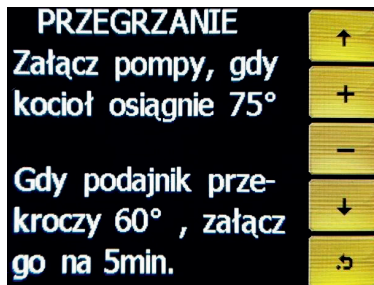 PRZEGRZANIE
Załącz pompy, gdy
kocioł osiągnie 75°
Gdy podajnik prze-
kroczy 60° , załącz
go na 5min.